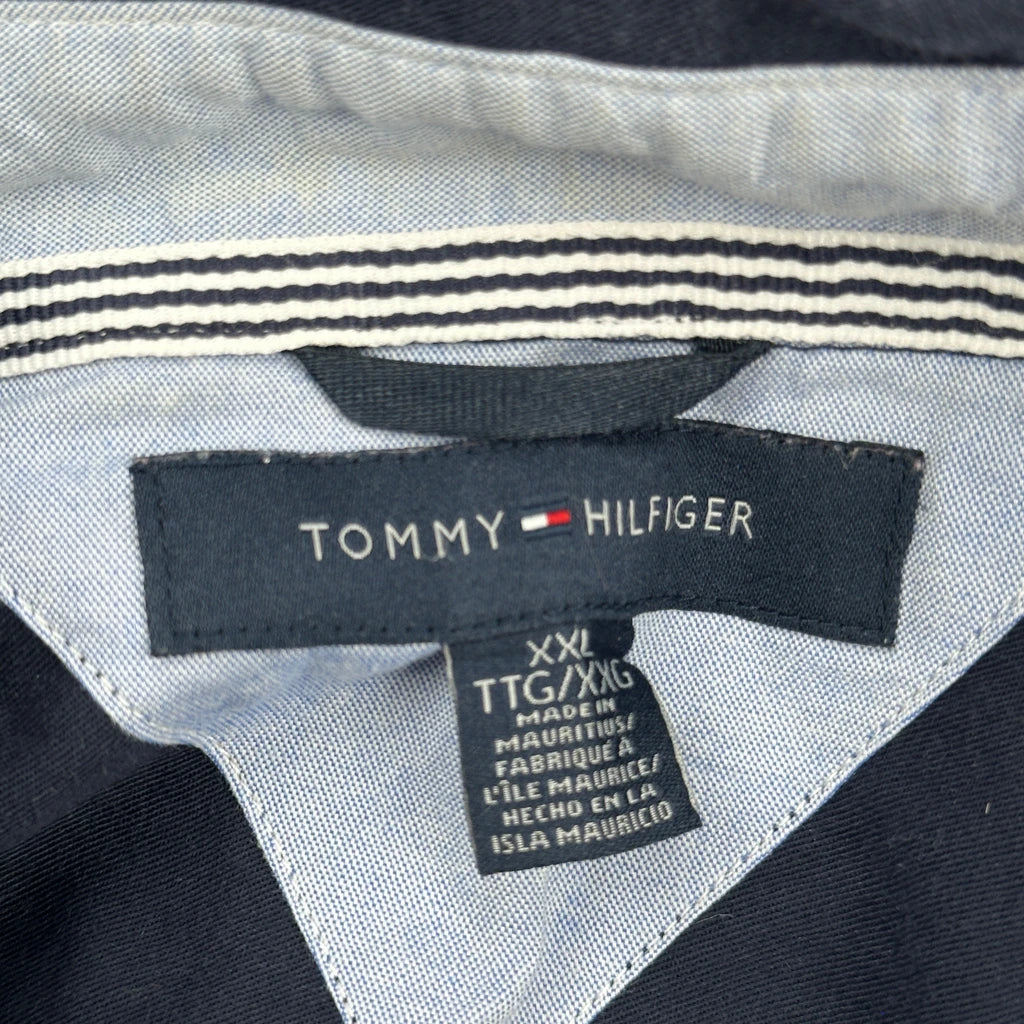 TOMMY HILFIGER
XXL
TTG/XXG
MADE IN
MAURITIUS/
FABRIQUÉ À
L'ÎLE MAURICE/
HECHO EN LA
ISLA MAURICIO